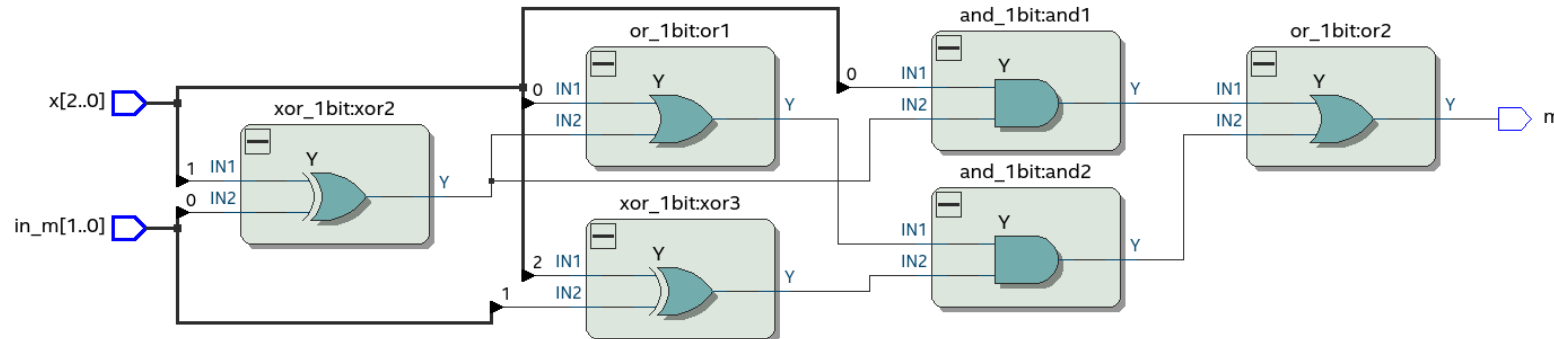 x[2..0]
in_m[1..0]
xor_1bit:xor2
1 IN1
0 IN2
Y
Y
or_1bit:or1
0 IN1
IN2
Y
Y
xor_1bit:xor3
2 IN1
1 IN2
Y
Y
and_1bit:and1
0 IN1
IN2
Y
Y
and_1bit:and2
IN1
IN2
Y
Y
or_1bit:or2
IN1
IN2
Y
Y